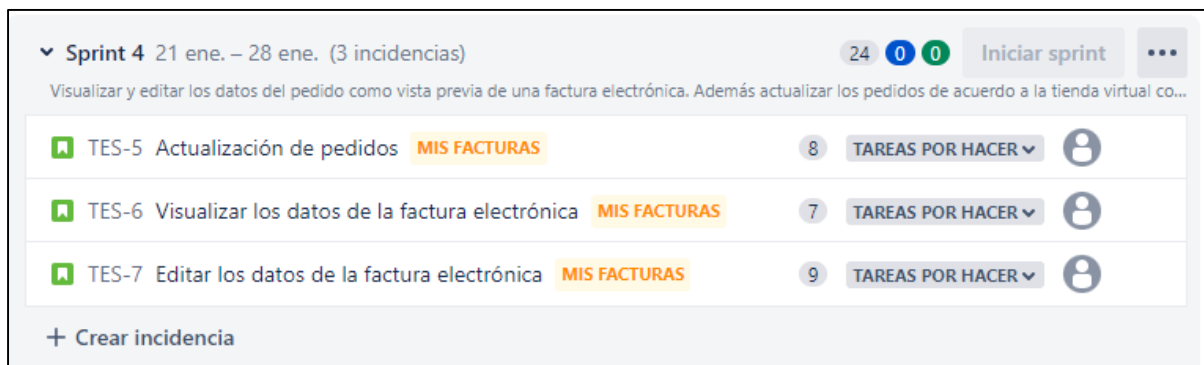 Sprint 4 21 ene. – 28 ene. (3 incidencias) 24 0 0 Iniciar sprint •••
Visualizar y editar los datos del pedido como vista previa de una factura electrónica. Además actualizar los pedidos de acuerdo a la tienda virtual co...
TES-5 Actualización de pedidos MIS FACTURAS 8 TAREAS POR HACER
TES-6 Visualizar los datos de la factura electrónica MIS FACTURAS 7 TAREAS POR HACER
TES-7 Editar los datos de la factura electrónica MIS FACTURAS 9 TAREAS POR HACER
+ Crear incidencia